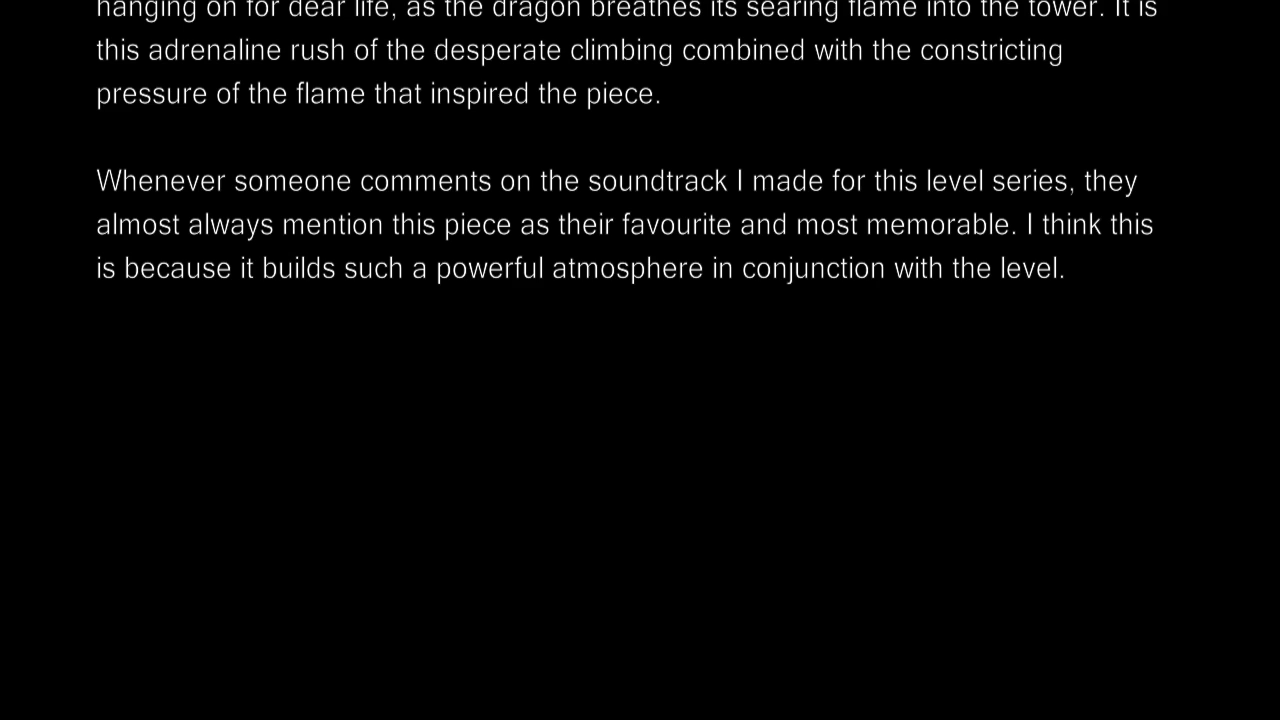 hanging on for dear life, as the dragon breathes its searing flame into the tower. It is
this adrenaline rush of the desperate climbing combined with the constricting
pressure of the flame that inspired the piece.
Whenever someone comments on the soundtrack I made for this level series, they
almost always mention this piece as their favourite and most memorable. I think this
is because it builds such a powerful atmosphere in conjunction with the level.